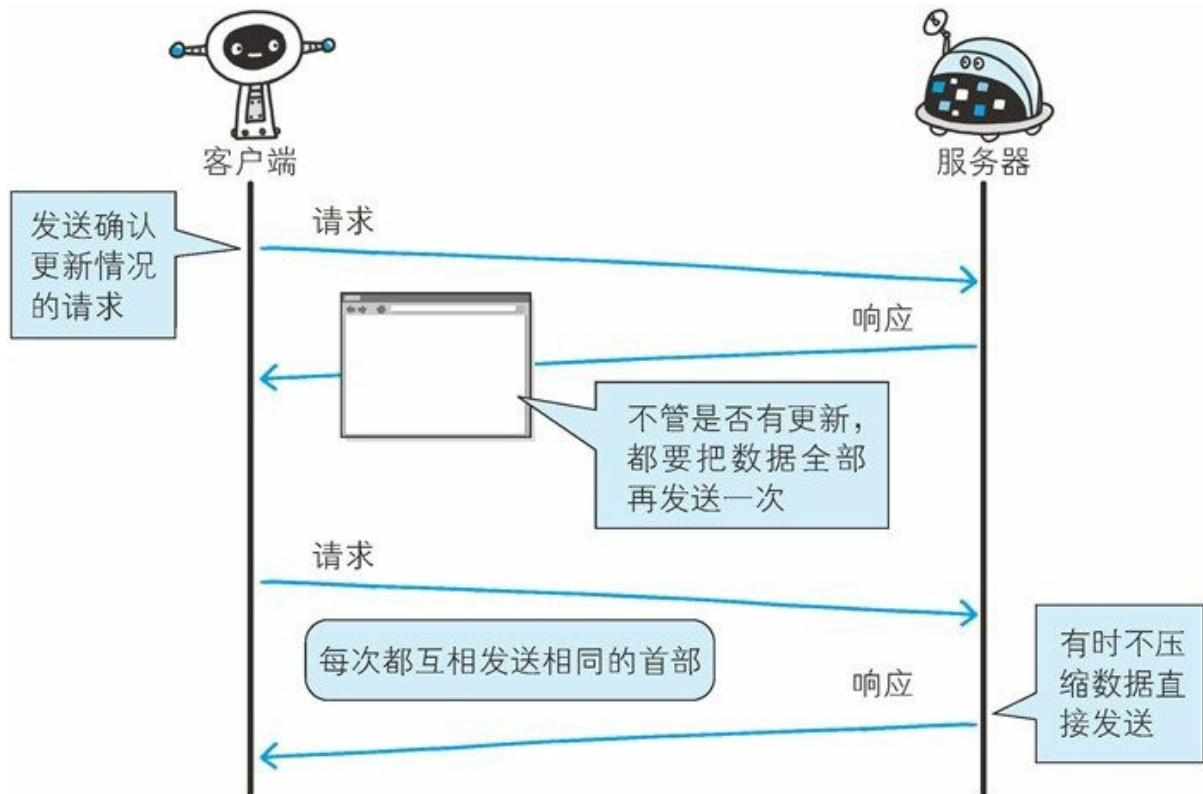 客户端
服务器
发送确认
更新情况
的请求
请求
响应
不管是否有更新，
都要把数据全部
再发送一次
请求
每次都互相发送相同的首部
响应
有时不压
缩数据直
接发送